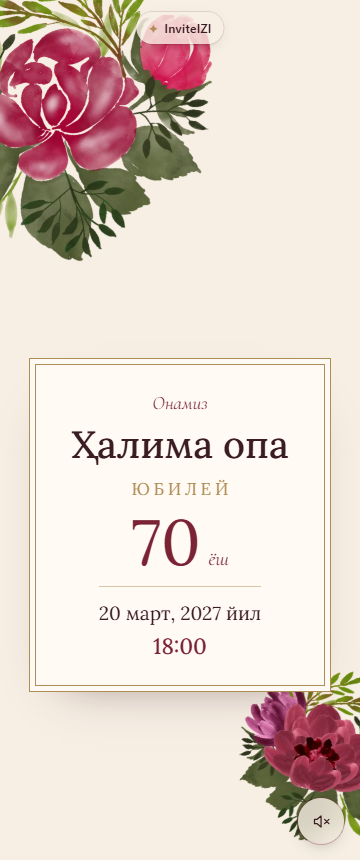 InviteIZI
Онамиз
Ҳалима опа
ЮБИЛЕЙ
70 ёш
20 март, 2027 йил
18:00